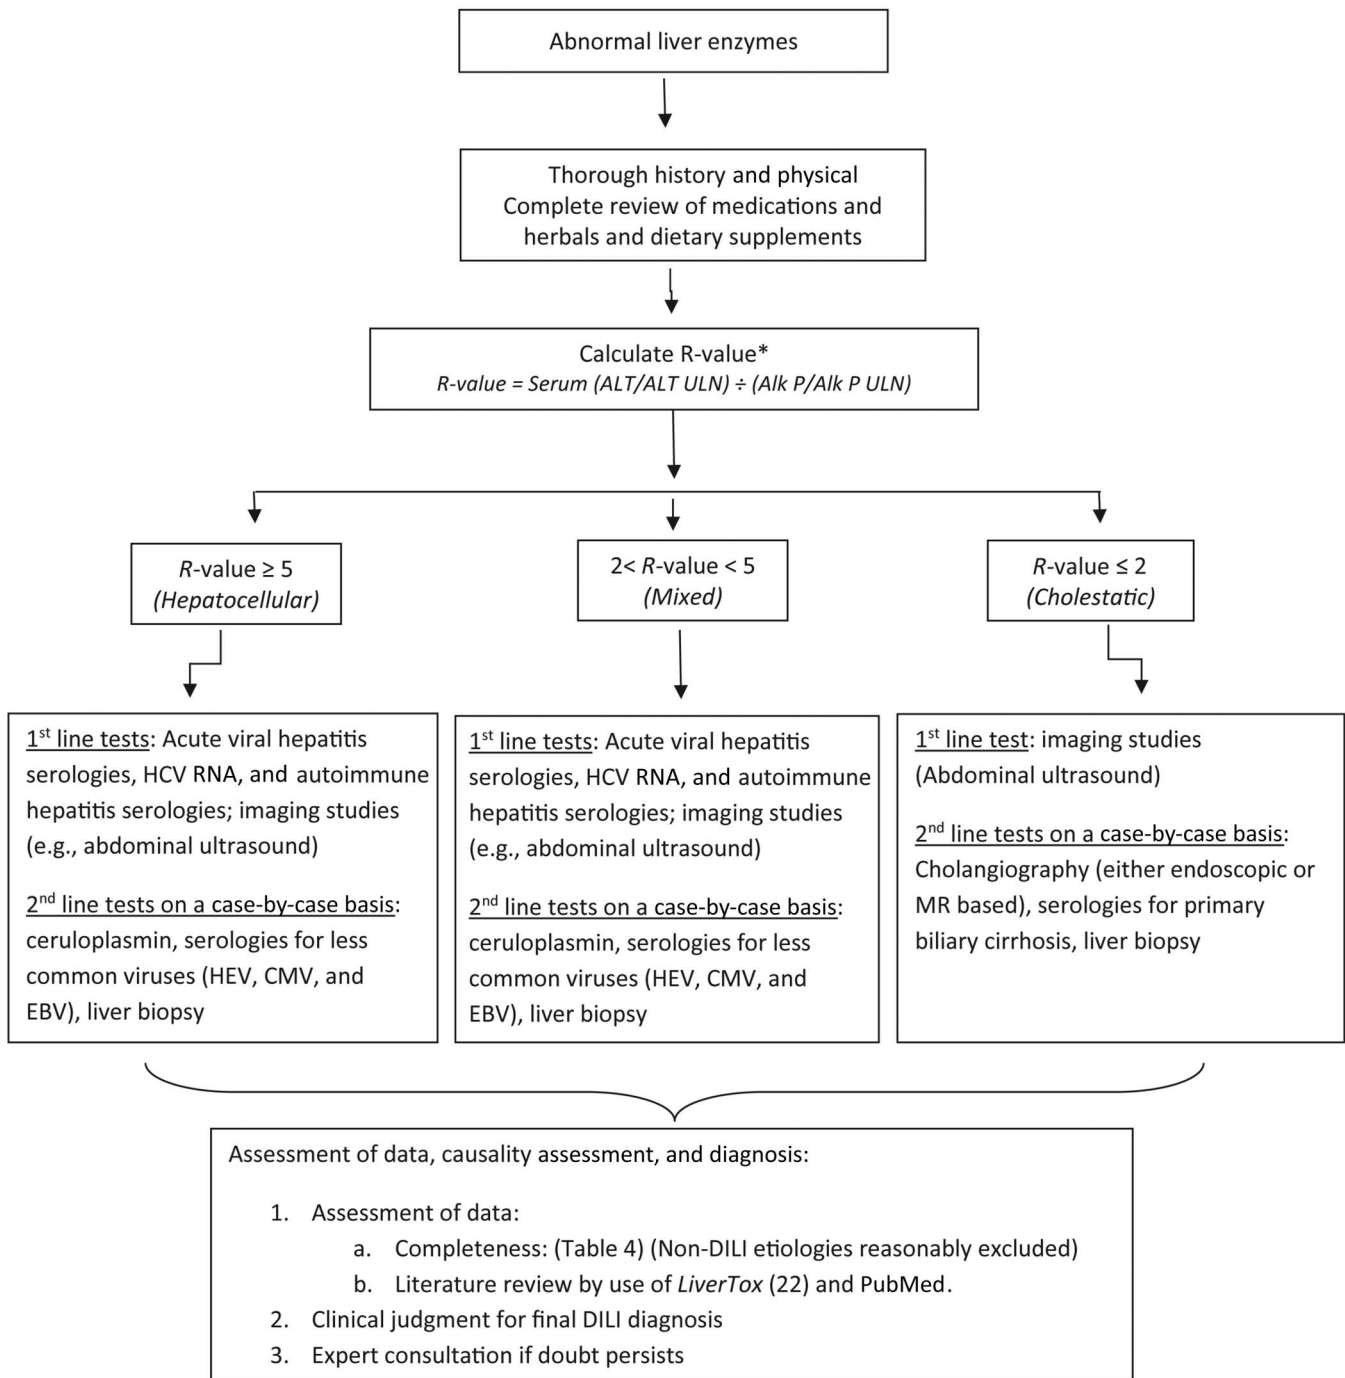 Abnormal liver enzymes
Thorough history and physical
Complete review of medications and
herbals and dietary supplements
Calculate R-value*
R-value = Serum (ALT/ALT ULN) ÷ (Alk P/Alk P ULN)
R-value ≥ 5
(Hepatocellular)
2< R-value < 5
(Mixed)
R-value ≤ 2
(Cholestatic)
1st line tests: Acute viral hepatitis
serologies, HCV RNA, and autoimmune
hepatitis serologies; imaging studies
(e.g., abdominal ultrasound)
2nd line tests on a case-by-case basis:
ceruloplasmin, serologies for less
common viruses (HEV, CMV, and
EBV), liver biopsy
1st line tests: Acute viral hepatitis
serologies, HCV RNA, and autoimmune
hepatitis serologies; imaging studies
(e.g., abdominal ultrasound)
2nd line tests on a case-by-case basis:
ceruloplasmin, serologies for less
common viruses (HEV, CMV, and
EBV), liver biopsy
1st line test: imaging studies
(Abdominal ultrasound)
2nd line tests on a case-by-case basis:
Cholangiography (either endoscopic or
MR based), serologies for primary
biliary cirrhosis, liver biopsy
Assessment of data, causality assessment, and diagnosis:
1. Assessment of data:
a. Completeness: (Table 4) (Non-DILI etiologies reasonably excluded)
b. Literature review by use of LiverTox (22) and PubMed.
2. Clinical judgment for final DILI diagnosis
3. Expert consultation if doubt persists